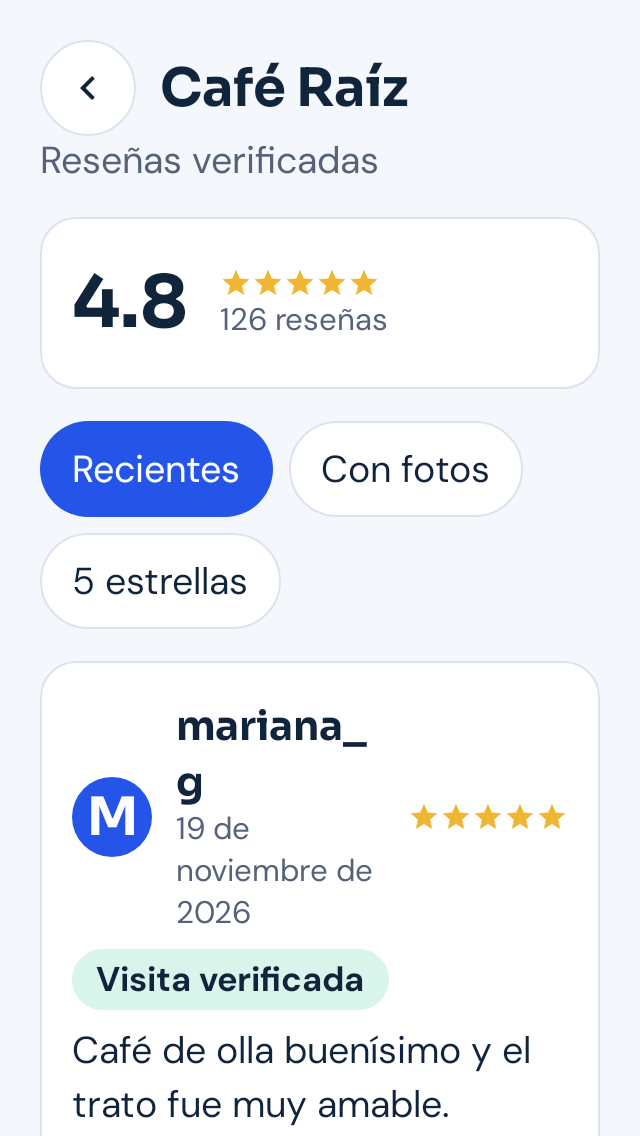 Café Raíz
Reseñas verificadas
4.8
126 reseñas
Recientes
Con fotos
5 estrellas
mariana_
g
M
19 de
noviembre de
2026
Visita verificada
Café de olla buenísimo y el
trato fue muy amable.